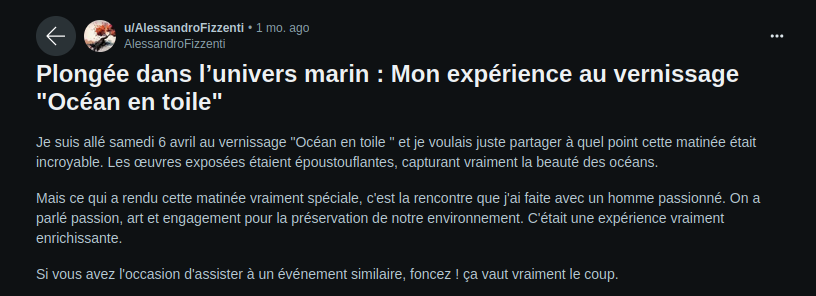 u/AlessandroFizzenti • 1 mo. ago
AlessandroFizzenti
Plongée dans l’univers marin : Mon expérience au vernissage
"Océan en toile"
Je suis allé samedi 6 avril au vernissage "Océan en toile " et je voulais juste partager à quel point cette matinée était
incroyable. Les œuvres exposées étaient époustouflantes, capturant vraiment la beauté des océans.
Mais ce qui a rendu cette matinée vraiment spéciale, c'est la rencontre que j'ai faite avec un homme passionné. On a
parlé passion, art et engagement pour la préservation de notre environnement. C'était une expérience vraiment
enrichissante.
Si vous avez l'occasion d'assister à un événement similaire, foncez ! ça vaut vraiment le coup.